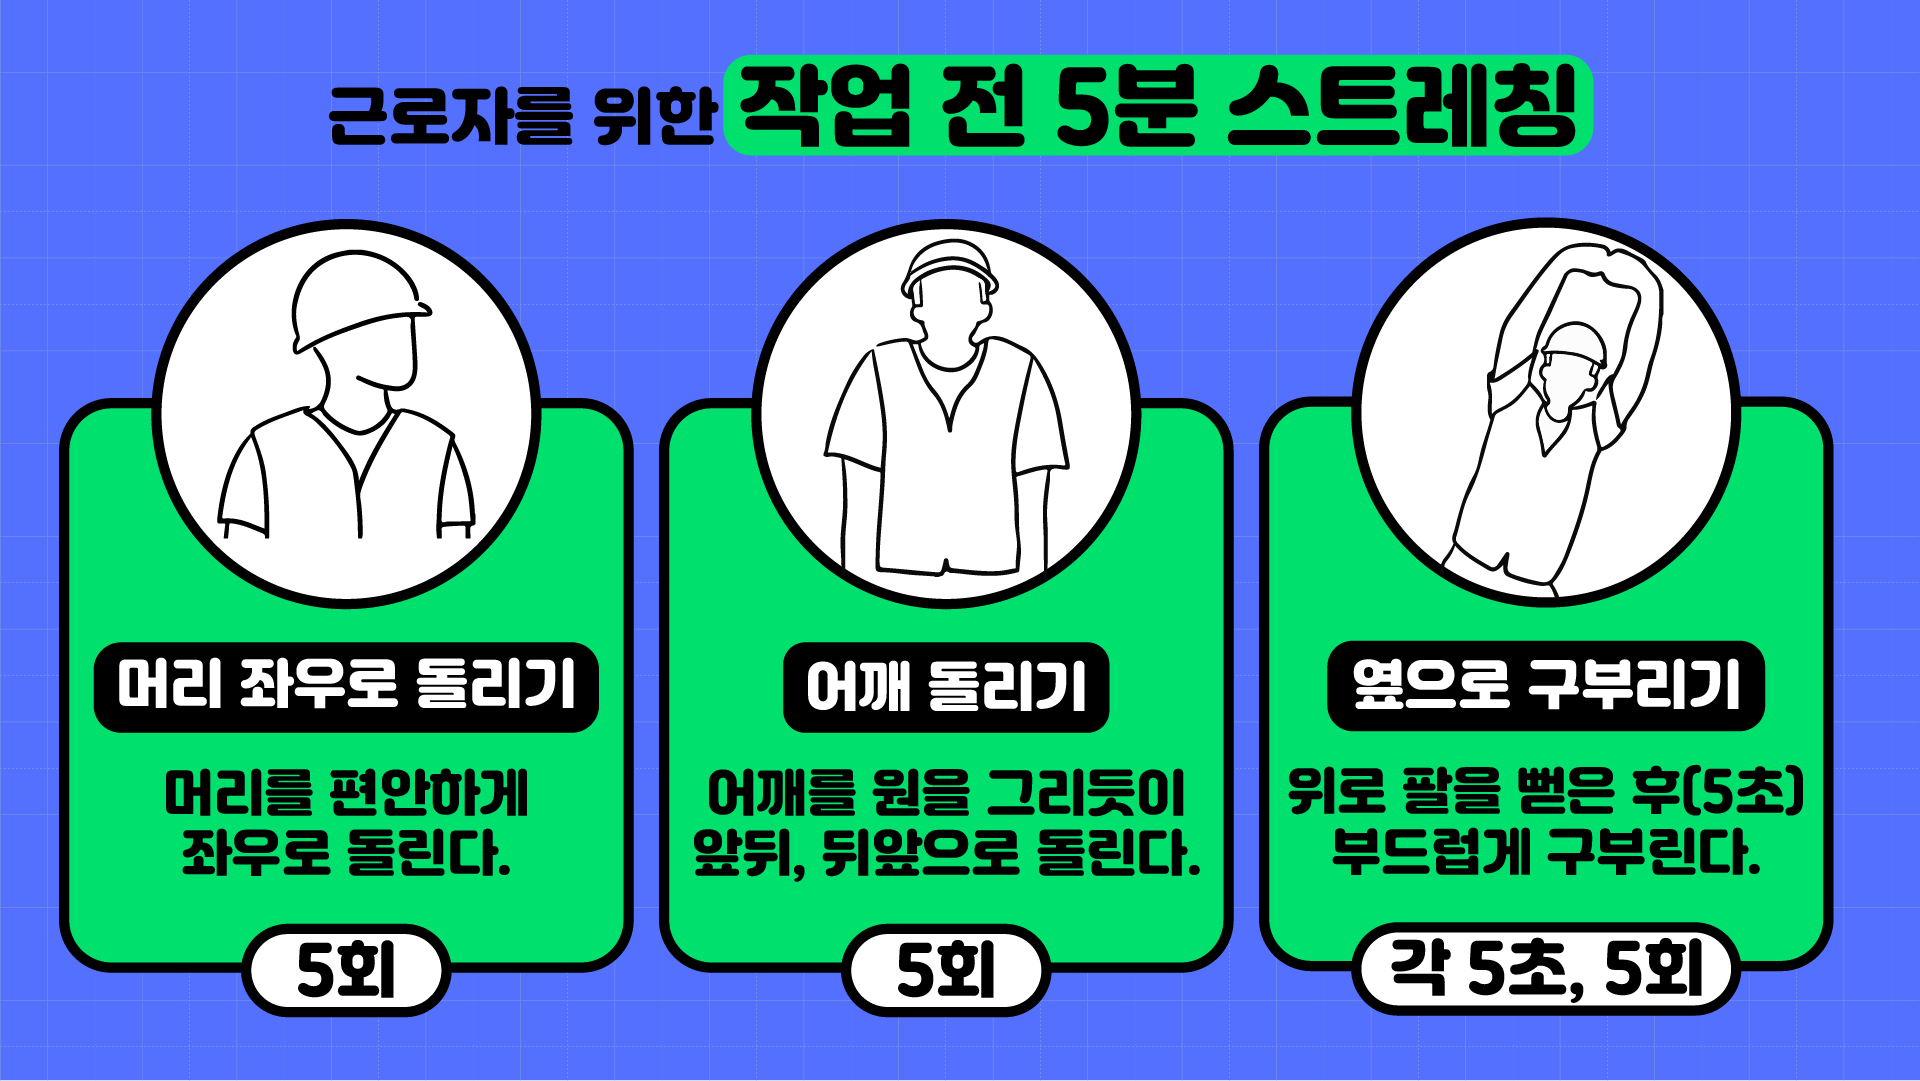 근로자를 위한 작업 전 5분 스트레칭
머리 좌우로 돌리기
머리를 편안하게
좌우로 돌린다.
5회
어깨 돌리기
어깨를 원을 그리듯이
앞뒤, 뒤앞으로 돌린다.
5회
옆으로 구부리기
위로 팔을 뻗은 후(5초)
부드럽게 구부린다.
각 5초, 5회